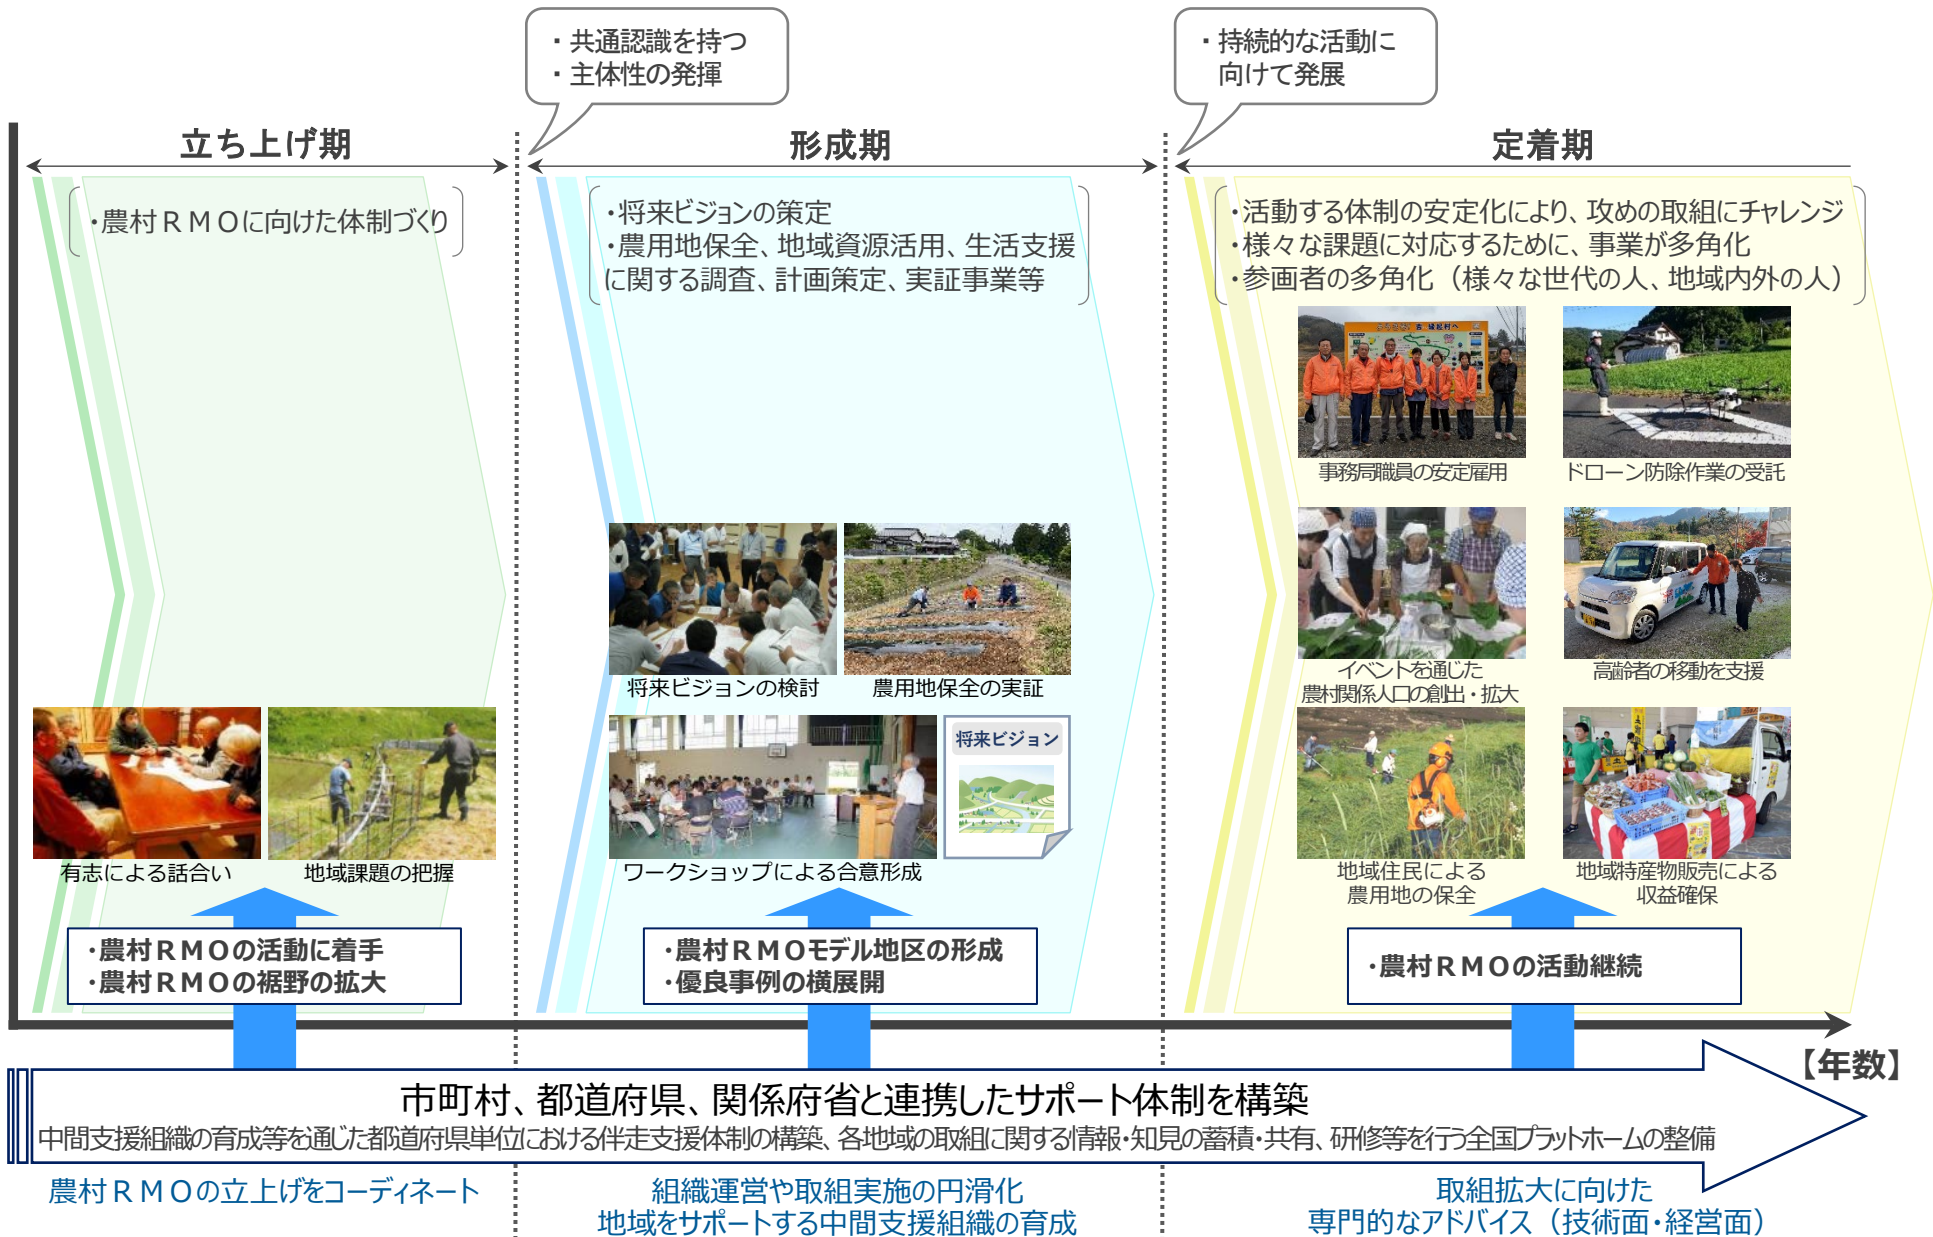 ・共通認識を持つ
・主体性の発揮
・持続的な活動に
向けて発展
立ち上げ期
形成期
定着期
・農村ＲＭＯに向けた体制づくり
・将来ビジョンの策定
・農用地保全、地域資源活用、生活支援
に関する調査、計画策定、実証事業等
・活動する体制の安定化により、攻めの取組にチャレンジ
・様々な課題に対応するために、事業が多角化
・参画者の多角化（様々な世代の人、地域内外の人）
事務局職員の安定雇用
ドローン防除作業の受託
将来ビジョンの検討
農用地保全の実証
イベントを通じた
農村関係人口の創出・拡大
高齢者の移動を支援
将来ビジョン
有志による話合い
地域課題の把握
ワークショップによる合意形成
地域住民による
農用地の保全
地域特産物販売による
収益確保
・農村ＲＭＯの活動に着手
・農村ＲＭＯの裾野の拡大
・農村ＲＭＯモデル地区の形成
・優良事例の横展開
・農村ＲＭＯの活動継続
【年数】
市町村、都道府県、関係府省と連携したサポート体制を構築
中間支援組織の育成等を通じた都道府県単位における伴走支援体制の構築、各地域の取組に関する情報・知見の蓄積・共有、研修等を行う全国プラットホームの整備
農村ＲＭＯの立上げをコーディネート
組織運営や取組実施の円滑化
地域をサポートする中間支援組織の育成
取組拡大に向けた
専門的なアドバイス（技術面・経営面）